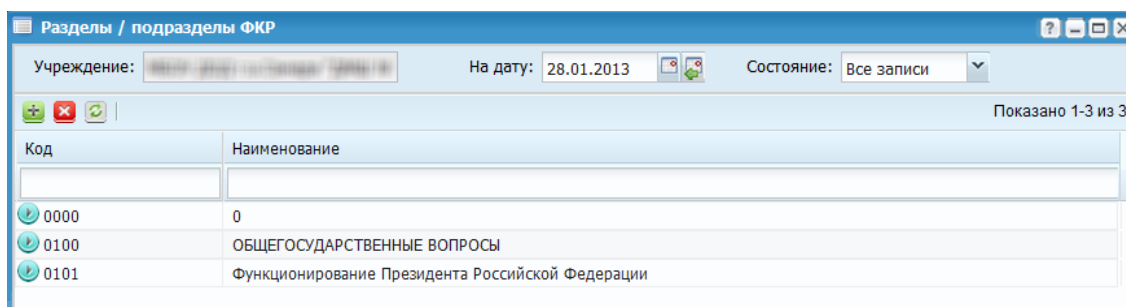 Разделы / подразделы ФКР
Учреждение: На дату: 28.01.2013 Состояние: Все записи
Показано 1-3 из 3
Код Наименование
0000 0
0100 ОБЩЕГОСУДАРСТВЕННЫЕ ВОПРОСЫ
0101 Функционирование Президента Российской Федерации